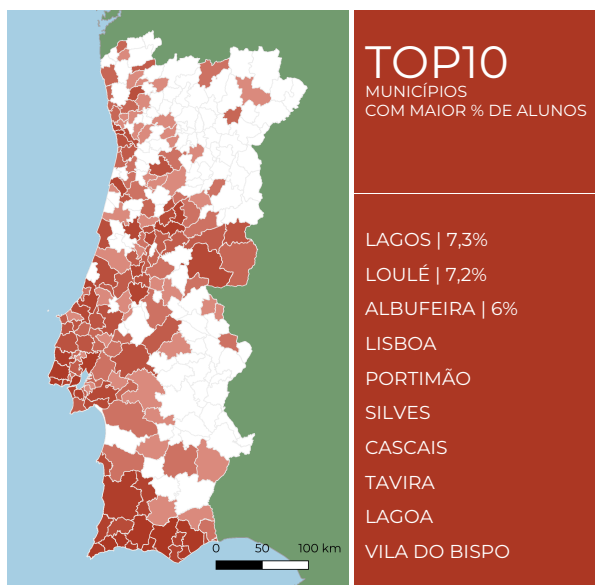 TOP10
MUNICÍPIOS
COM MAIOR % DE ALUNOS
LAGOS | 7,3%
LOULÉ | 7,2%
ALBUFEIRA | 6%
LISBOA
PORTIMÃO
SILVES
CASCAIS
TAVIRA
LAGOA
VILA DO BISPO
0 50 100 km